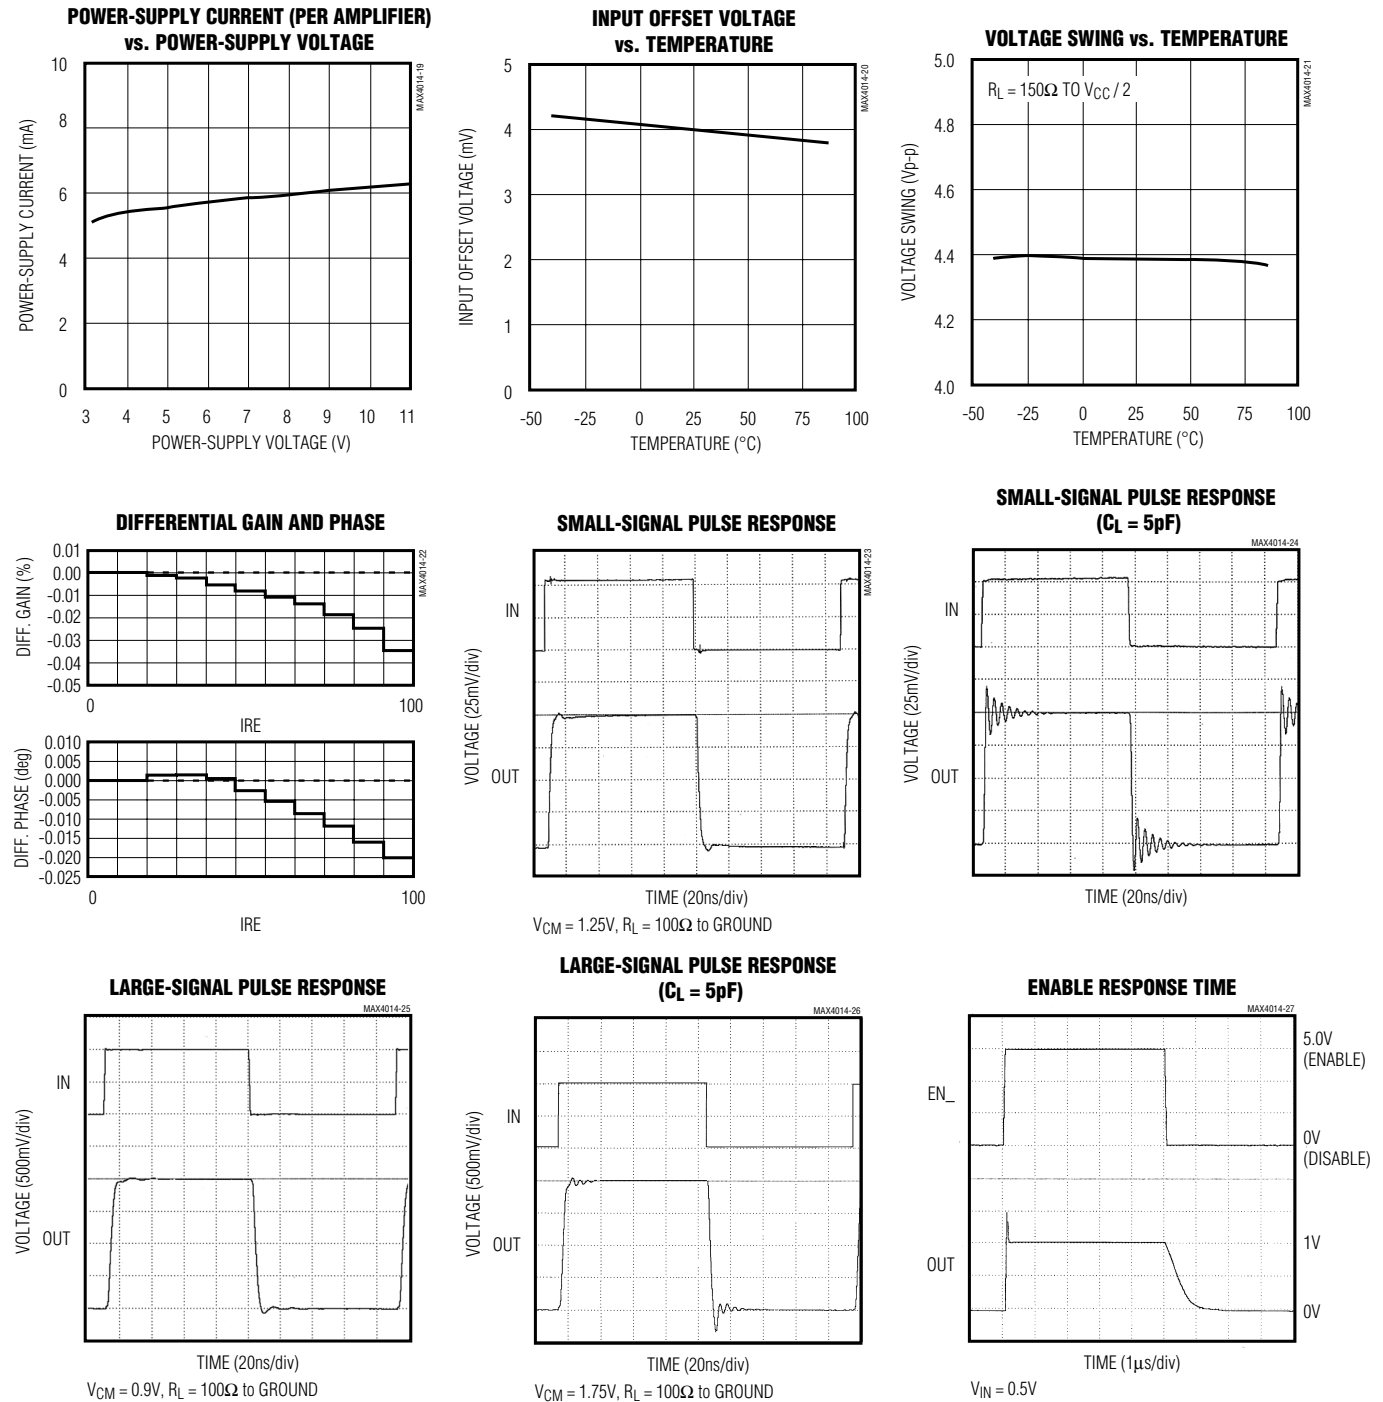 POWER-SUPPLY CURRENT (PER AMPLIFIER)
vs. POWER-SUPPLY VOLTAGE
MAX4014-19
POWER-SUPPLY CURRENT (mA)
10
8
6
4
2
0
3 4 5 6 7 8 9 10 11
POWER-SUPPLY VOLTAGE (V)
INPUT OFFSET VOLTAGE
vs. TEMPERATURE
MAX4014-20
INPUT OFFSET VOLTAGE (mV)
5
4
3
2
1
0
-50 -25 0 25 50 75 100
TEMPERATURE (°C)
VOLTAGE SWING vs. TEMPERATURE
MAX4014-21
RL = 150Ω TO VCC / 2
VOLTAGE SWING (Vp-p)
5.0
4.8
4.6
4.4
4.2
4.0
-50 -25 0 25 50 75 100
TEMPERATURE (°C)
DIFFERENTIAL GAIN AND PHASE
MAX4014-22
DIFF. GAIN (%)
0.01
0.00
-0.01
-0.02
-0.03
-0.04
-0.05
0 100
IRE
DIFF. PHASE (deg)
0.010
0.005
0.000
-0.005
-0.010
-0.015
-0.020
-0.025
0 100
IRE
SMALL-SIGNAL PULSE RESPONSE
MAX4014-23
VOLTAGE (25mV/div)
IN
OUT
TIME (20ns/div)
VCM = 1.25V, RL = 100Ω to GROUND
SMALL-SIGNAL PULSE RESPONSE
(CL = 5pF)
MAX4014-24
VOLTAGE (25mV/div)
IN
OUT
TIME (20ns/div)
LARGE-SIGNAL PULSE RESPONSE
MAX4014-25
VOLTAGE (500mV/div)
IN
OUT
TIME (20ns/div)
VCM = 0.9V, RL = 100Ω to GROUND
LARGE-SIGNAL PULSE RESPONSE
(CL = 5pF)
MAX4014-26
VOLTAGE (500mV/div)
IN
OUT
TIME (20ns/div)
VCM = 1.75V, RL = 100Ω to GROUND
ENABLE RESPONSE TIME
MAX4014-27
EN_
OUT
5.0V
(ENABLE)
0V
(DISABLE)
1V
0V
TIME (1μs/div)
VIN = 0.5V